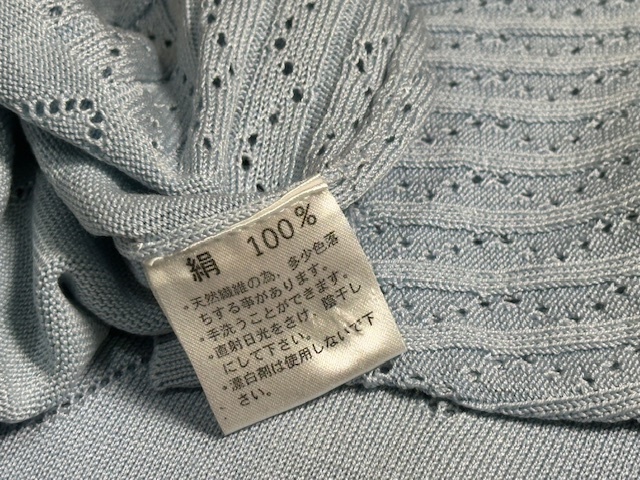 絹 100%
・天然繊維の為、多少色落
ちする事があります。
・手洗うことができます。
・直射日光をさけ、陰干し
にして下さい。
・漂白剤は使用しないで下
さい。